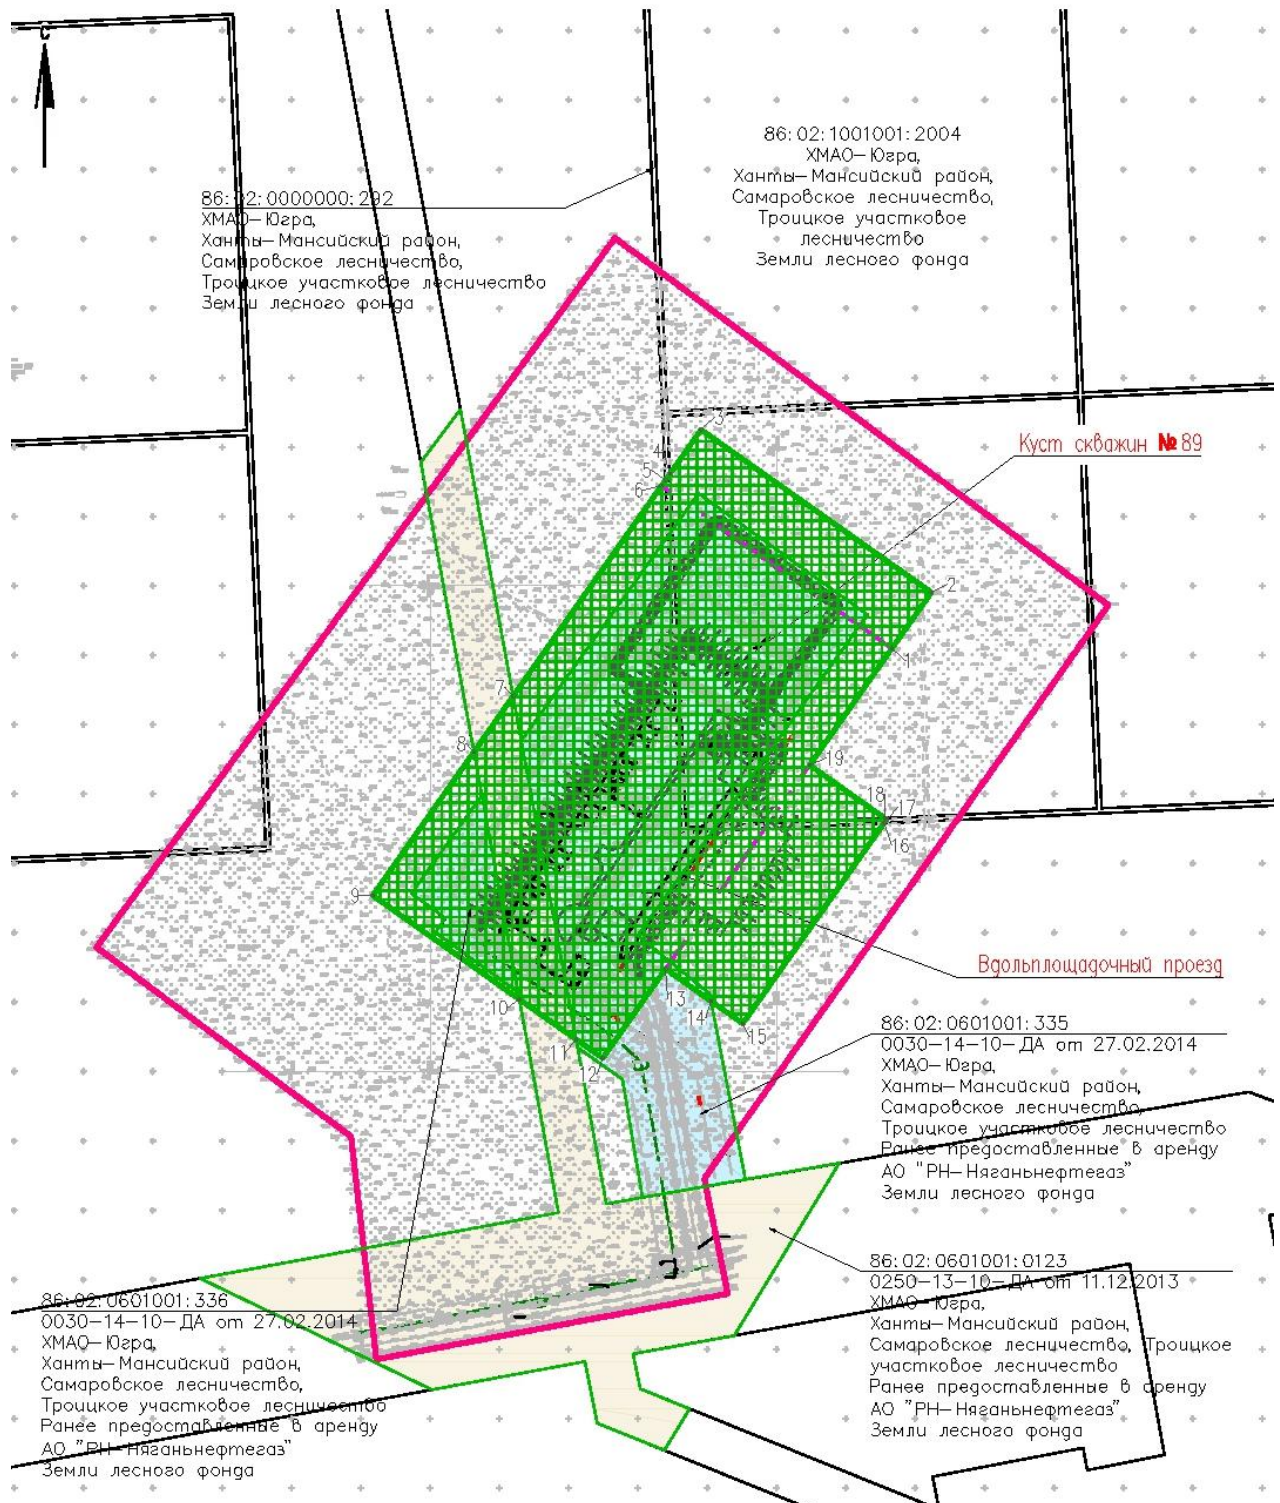 С
86:02:1001001:2004
ХМАО-Югра,
Ханты-Мансийский район,
Самаровское лесничество,
Троицкое участковое
лесничество
Земли лесного фонда
86:02:0000000:292
ХМАО-Югра,
Ханты-Мансийский район,
Самаровское лесничество,
Троицкое участковое лесничество
Земли лесного фонда
3
Куст скважин № 89
4
5
6
2
1
7
8
19
18
17
16
9
Вдольплощадочный проезд
10
13
14
15
11
12
86:02:0601001:335
0030-14-10-ДА от 27.02.2014
ХМАО-Югра,
Ханты-Мансийский район,
Самаровское лесничество,
Троицкое участковое лесничество
Ранее предоставленные в аренду
АО "РН-Няганьнефтегаз"
Земли лесного фонда
86:02:0601001:0123
0250-13-10-ДА от 11.12.2013
ХМАО-Югра,
Ханты-Мансийский район,
Самаровское лесничество, Троицкое
участковое лесничество
Ранее предоставленные в аренду
АО "РН-Няганьнефтегаз"
Земли лесного фонда
86:02:0601001:336
0030-14-10-ДА от 27.02.2014
ХМАО-Югра,
Ханты-Мансийский район,
Самаровское лесничество,
Троицкое участковое лесничество
Ранее предоставленные в аренду
АО "РН-Няганьнефтегаз"
Земли лесного фонда